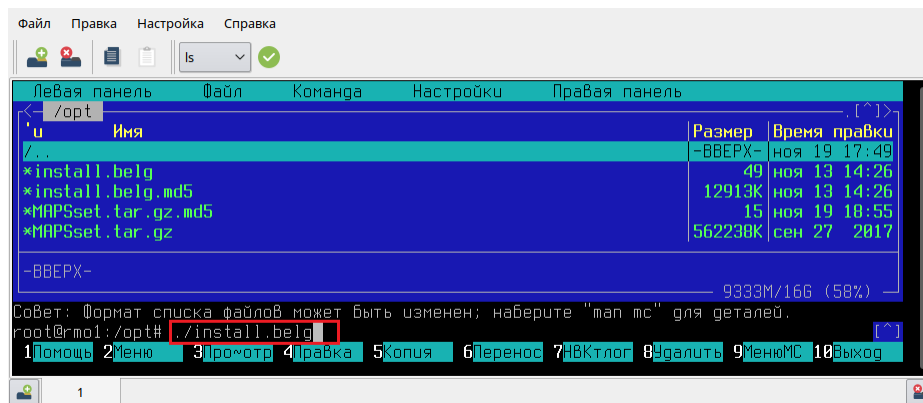 Файл Правка Настройка Справка
ls
Левая панель Файл Команда Настройки Правая панель
<— /opt .[^]>
'и Имя Размер Время правки
/.. -ВВЕРХ- ноя 19 17:49
*install.belg 49 ноя 13 14:26
*install.belg.md5 12913K ноя 13 14:26
*MAPSset.tar.gz.md5 15 ноя 19 18:55
*MAPSset.tar.gz 562238K сен 27 2017
-ВВЕРХ-
9333M/16G (58%)
Совет: Формат списка файлов может быть изменен; наберите "man mc" для деталей.
root@rmo1:/opt# ./install.belg [^]
1Помощь 2Меню 3Про~отр 4Правка 5Копия 6Перенос 7НВКтлог 8Удалить 9МенюMC 10Выход
1